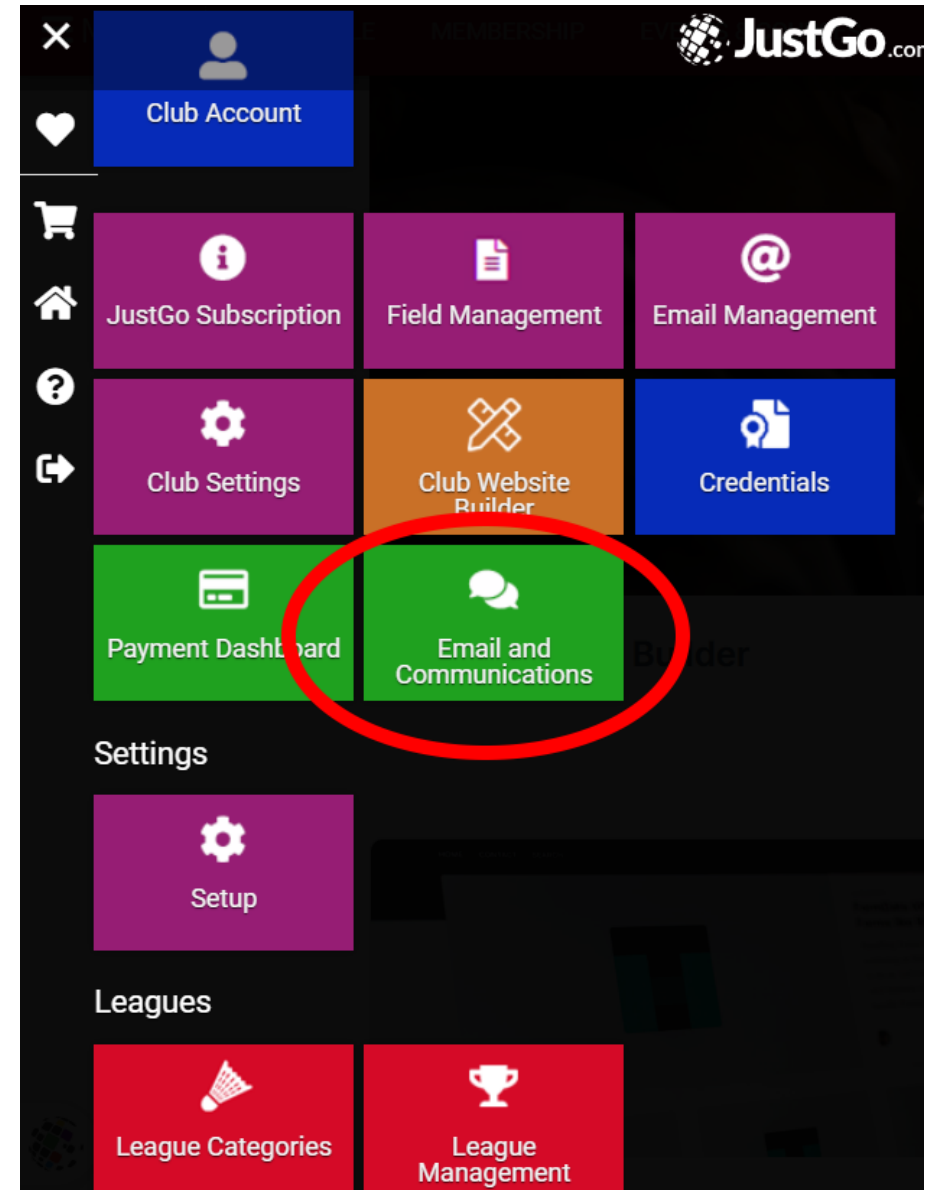 MEMBERSHIP
JustGo.com
Club Account
JustGo Subscription
Field Management
Email Management
Club Settings
Club Website
Builder
Credentials
Payment Dashboard
Email and
Communications
Builder
Settings
Setup
Leagues
League Categories
League
Management